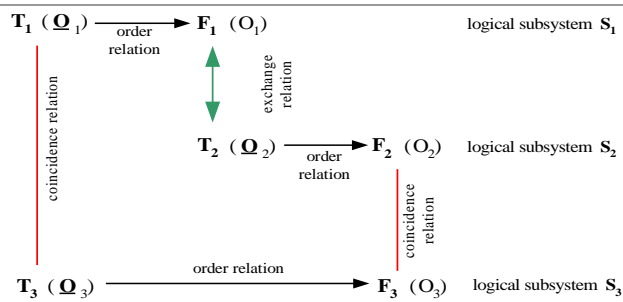 T1 (O1) order relation F1 (O1) logical subsystem S1
coincidence relation
exchange relation
T2 (O2) order relation F2 (O2) logical subsystem S2
coincidence relation
T3 (O3) order relation F3 (O3) logical subsystem S3